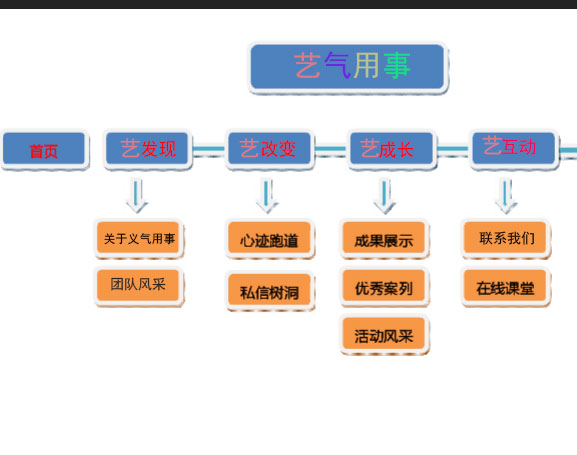 艺气用事
首页
艺发现
艺改变
艺成长
艺互动
关于义气用事
心迹跑道
成果展示
联系我们
团队风采
私信树洞
优秀案列
在线课堂
活动风采